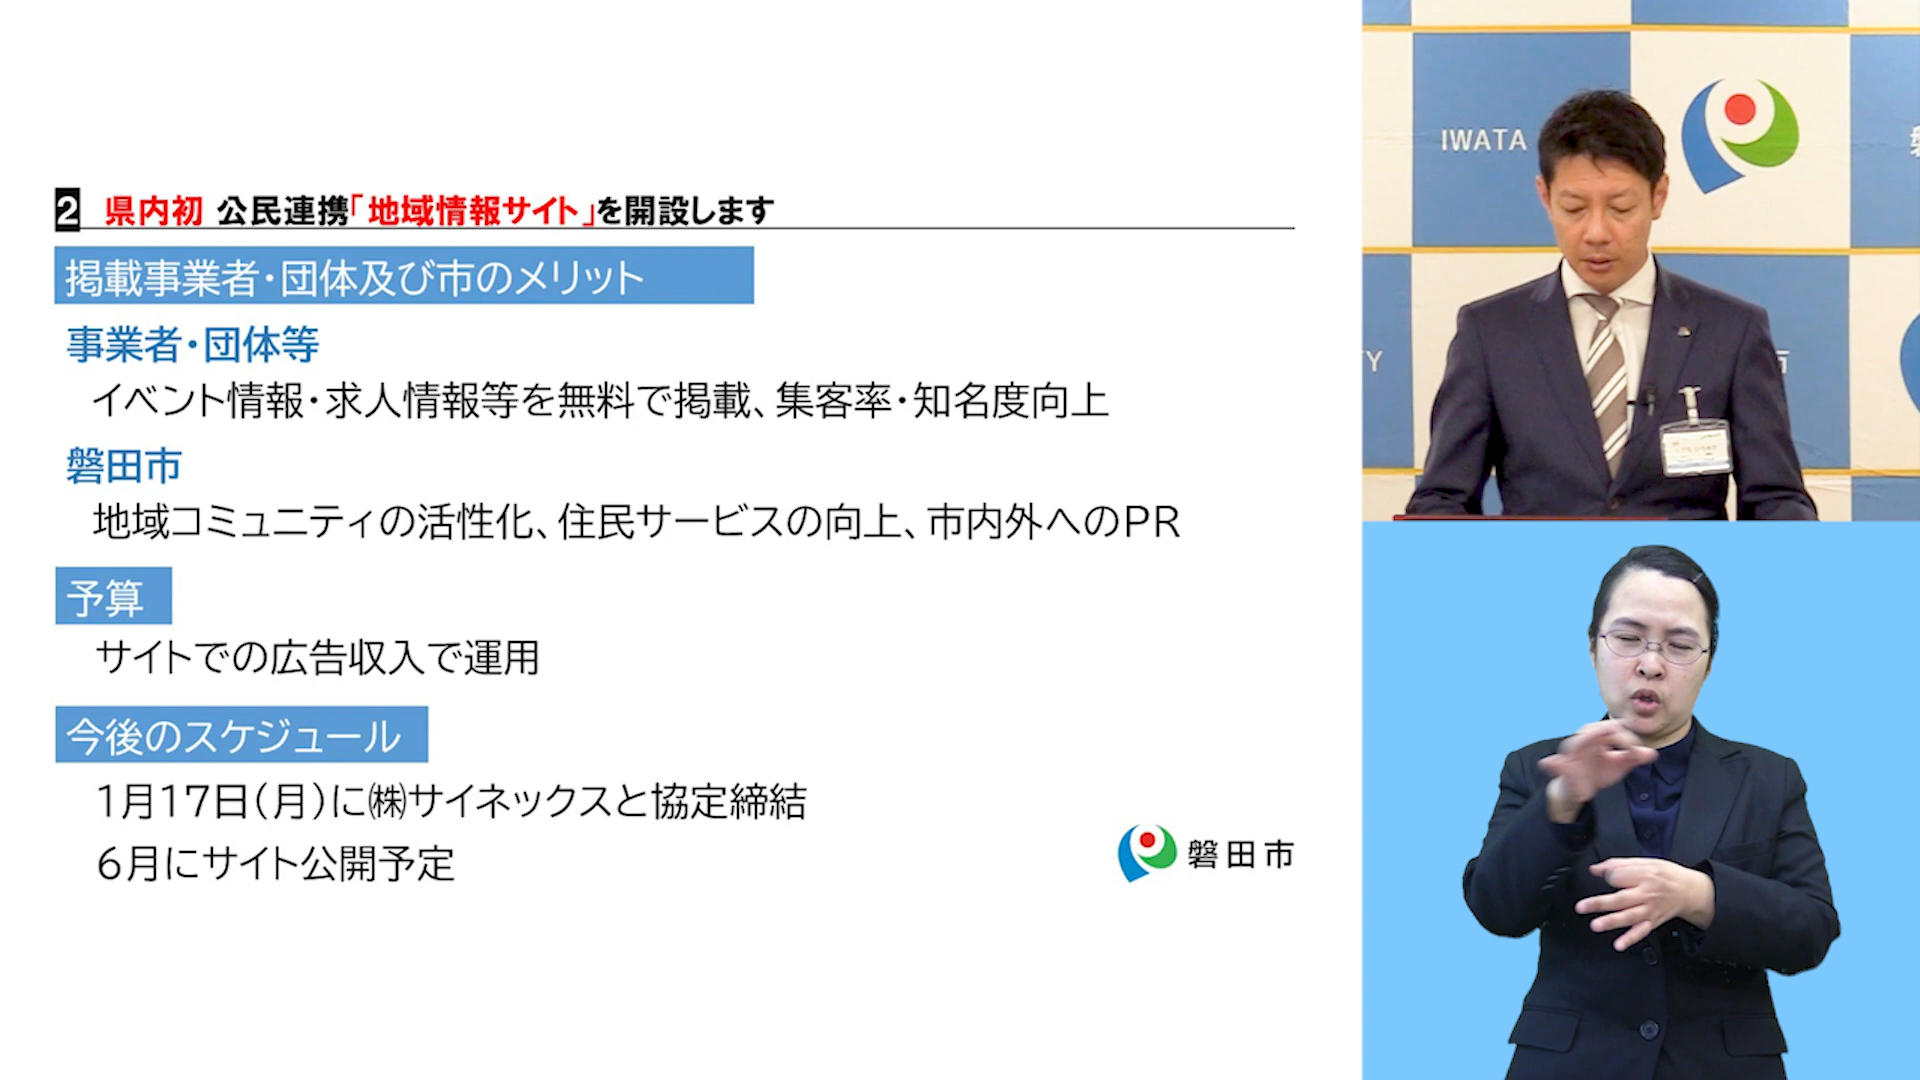 2 県内初 公民連携「地域情報サイト」を開設します
掲載事業者・団体及び市のメリット
事業者・団体等
イベント情報・求人情報等を無料で掲載、集客率・知名度向上
磐田市
地域コミュニティの活性化、住民サービスの向上、市内外へのPR
予算
サイトでの広告収入で運用
今後のスケジュール
1月17日(月)に㈱サイネックスと協定締結
6月にサイト公開予定
磐田市
IWATA